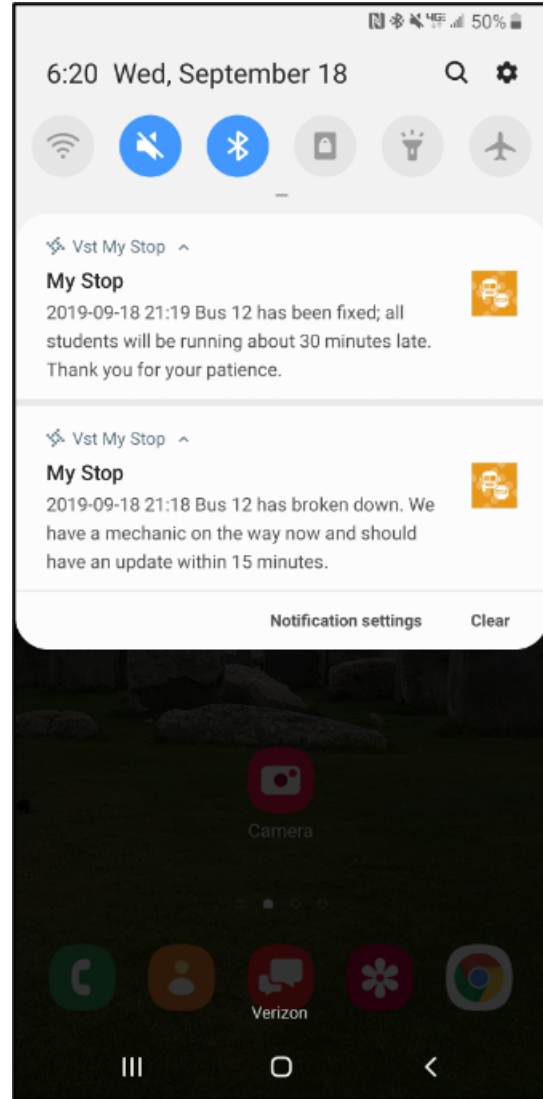 50%
6:20 Wed, September 18
Vst My Stop
My Stop
2019-09-18 21:19 Bus 12 has been fixed; all
students will be running about 30 minutes late.
Thank you for your patience.
Vst My Stop
My Stop
2019-09-18 21:18 Bus 12 has broken down. We
have a mechanic on the way now and should
have an update within 15 minutes.
Notification settings Clear
Camera
Verizon